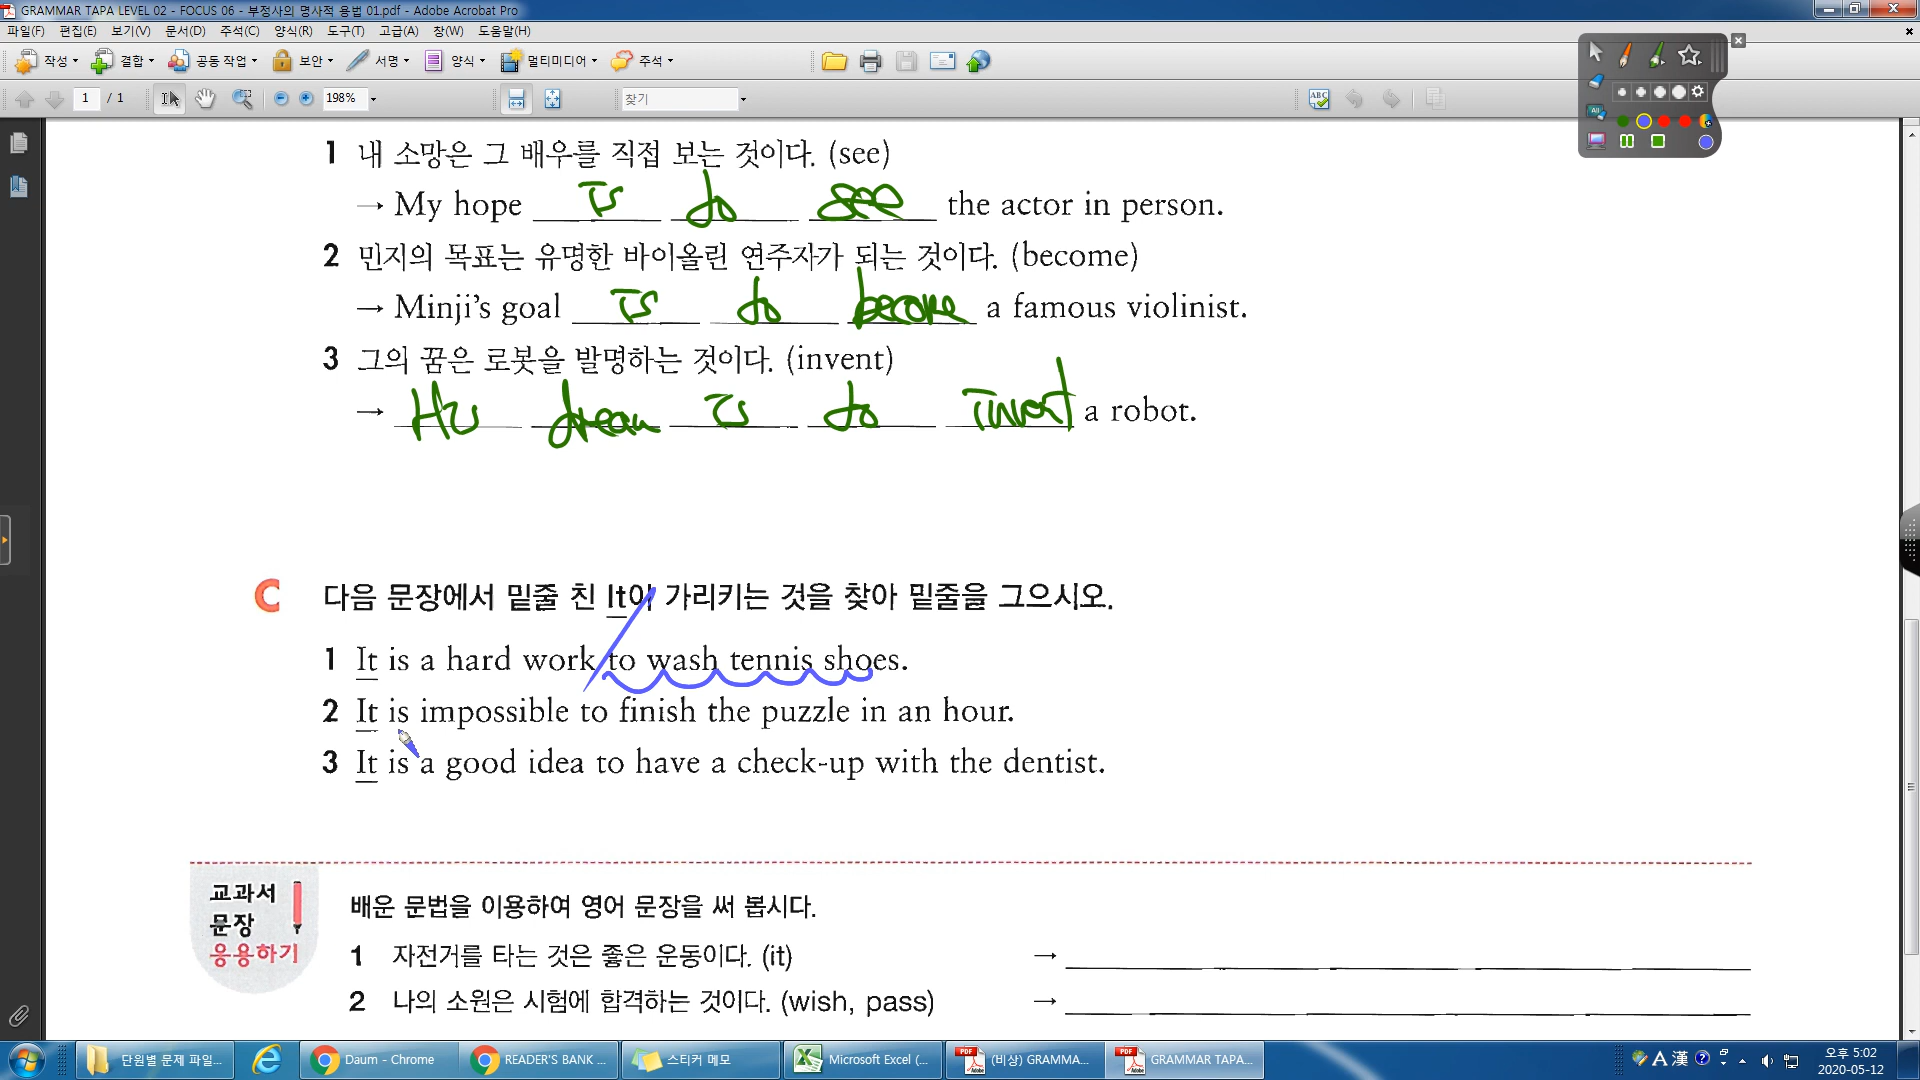 GRAMMAR TAPA LEVEL 02 - FOCUS 06 - 부정사의 명사적 용법 01.pdf - Adobe Acrobat Pro
파일(F) 편집(E) 보기(V) 문서(D) 주석(C) 양식(R) 도구(T) 고급(A) 창(W) 도움말(H)
작성 결합 공동 작업 보안 서명 양식 멀티미디어 주석
1 / 1 198% 찾기
1 내 소망은 그 배우를 직접 보는 것이다. (see)
→ My hope is to see the actor in person.
2 민지의 목표는 유명한 바이올린 연주자가 되는 것이다. (become)
→ Minji's goal is to become a famous violinist.
3 그의 꿈은 로봇을 발명하는 것이다. (invent)
→ His dream is to invent a robot.
C 다음 문장에서 밑줄 친 It이 가리키는 것을 찾아 밑줄을 그으시오.
1 It is a hard work to wash tennis shoes.
2 It is impossible to finish the puzzle in an hour.
3 It is a good idea to have a check-up with the dentist.
교과서
문장
응용하기
배운 문법을 이용하여 영어 문장을 써 봅시다.
1 자전거를 타는 것은 좋은 운동이다. (it) →
2 나의 소원은 시험에 합격하는 것이다. (wish, pass) →
단원별 문제 파일... Daum - Chrome READER'S BANK ... 스티커 메모 Microsoft Excel (... (비상) GRAMMA... GRAMMAR TAPA...
A 漢 오후 5:02
2020-05-12